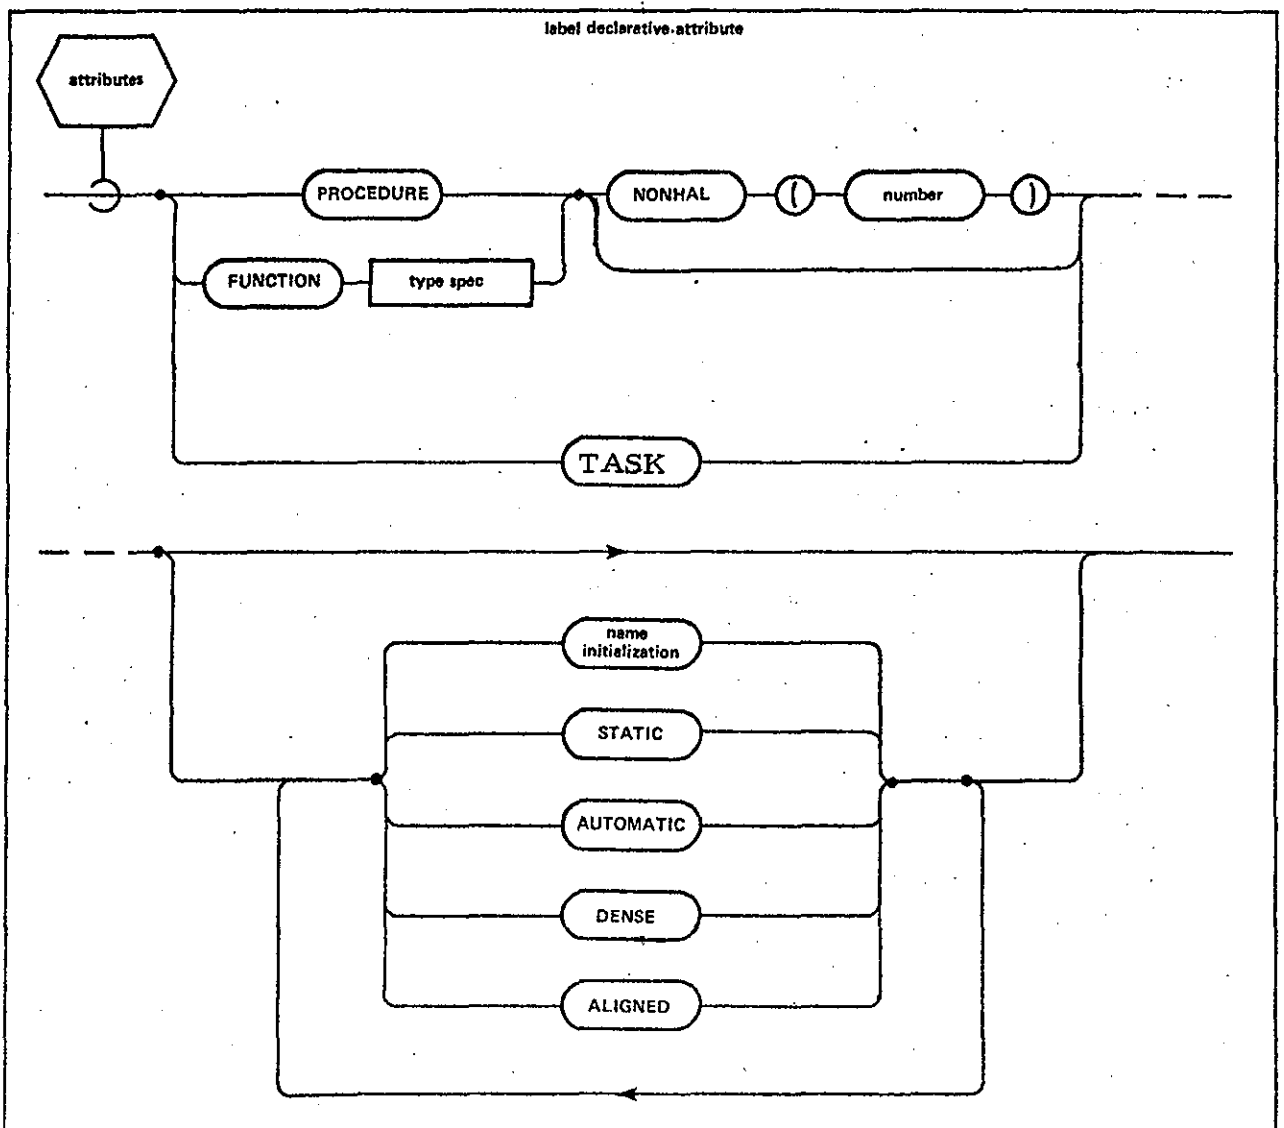 label declarative attribute
attributes
PROCEDURE
NONHAL
(
number
)
FUNCTION
type spec
TASK
name
initialization
STATIC
AUTOMATIC
DENSE
ALIGNED